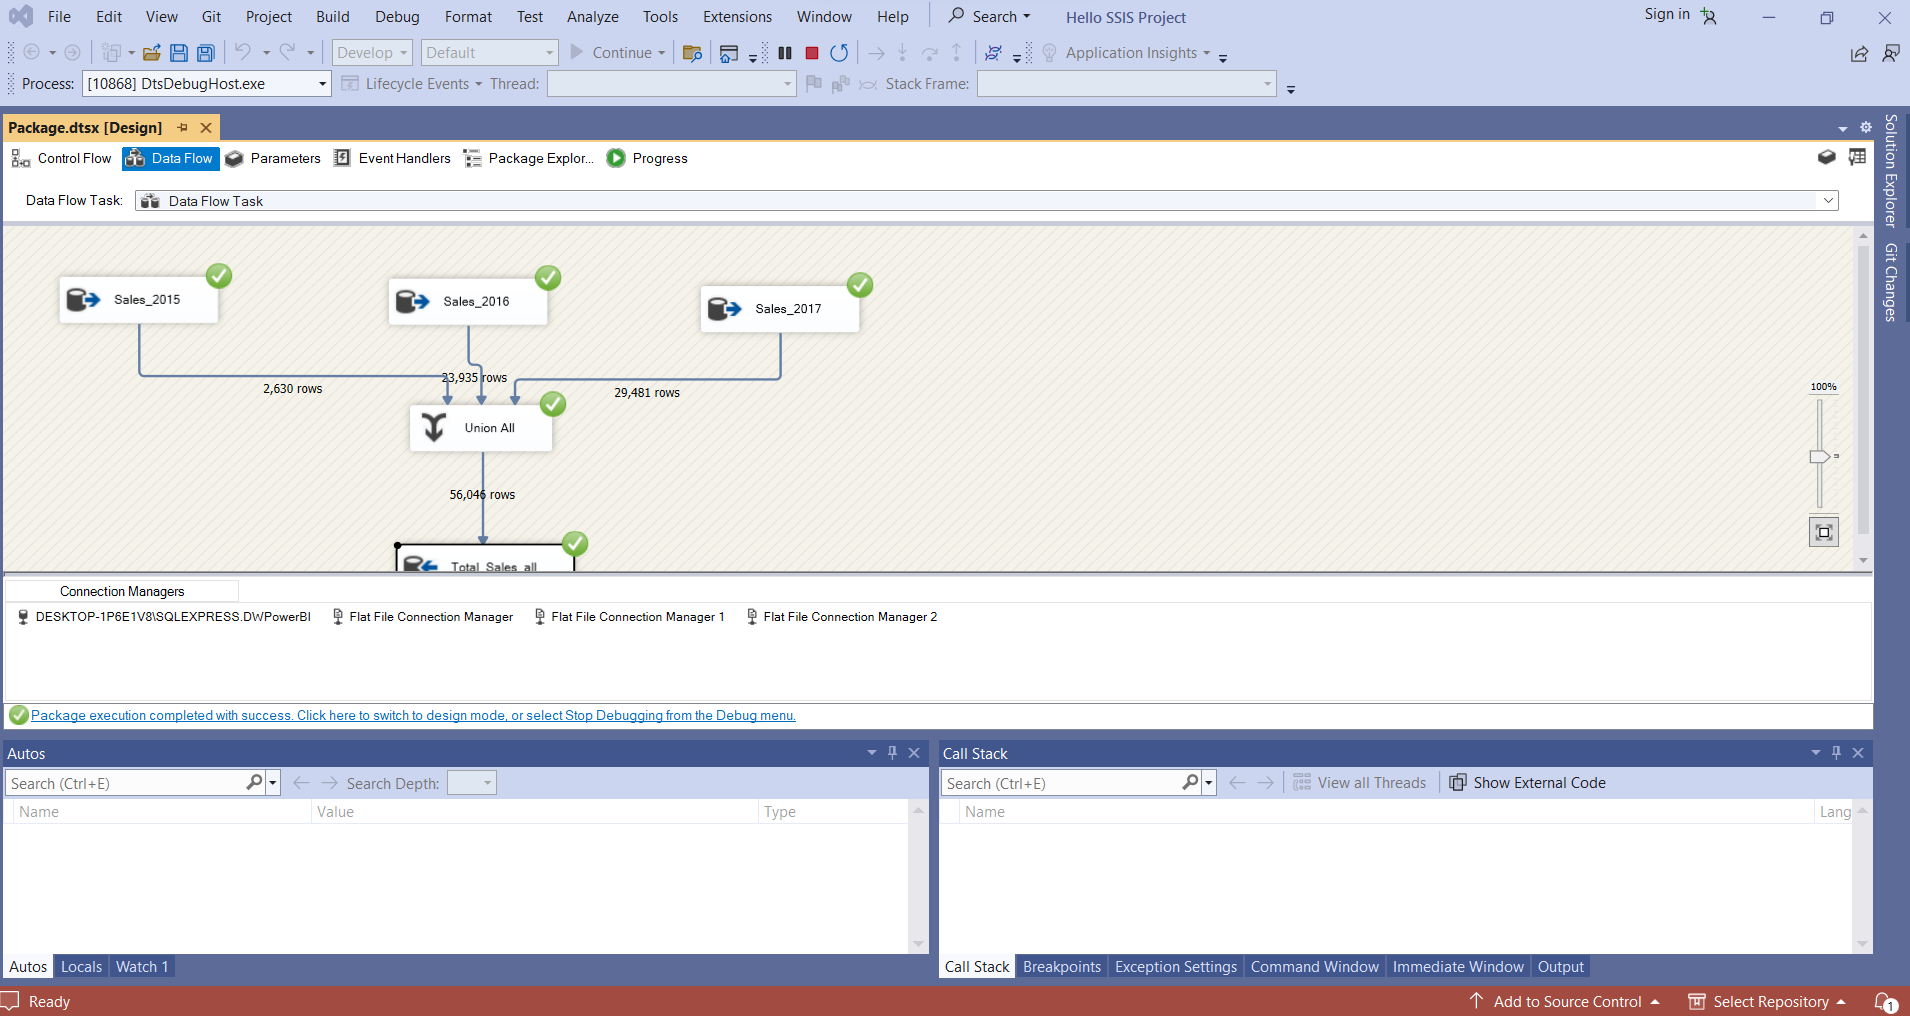 File Edit View Git Project Build Debug Format Test Analyze Tools Extensions Window Help Search Hello SSIS Project Sign in
Develop Default Continue Application Insights
Process: [10868] DtsDebugHost.exe Lifecycle Events Thread: Stack Frame:
Package.dtsx [Design]
Control Flow Data Flow Parameters Event Handlers Package Explor... Progress
Data Flow Task: Data Flow Task
Solution Explorer
Git Changes
Sales_2015
Sales_2016
Sales_2017
2,630 rows
23,935 rows
29,481 rows
Union All
56,046 rows
Total_Sales_all
100%
Connection Managers
DESKTOP-1P6E1V8\SQLEXPRESS.DWPowerBI Flat File Connection Manager Flat File Connection Manager 1 Flat File Connection Manager 2
Package execution completed with success. Click here to switch to design mode, or select Stop Debugging from the Debug menu.
Autos
Search (Ctrl+E) Search Depth:
Name Value Type
Autos Locals Watch 1
Call Stack
Search (Ctrl+E) View all Threads Show External Code
Name Lang
Call Stack Breakpoints Exception Settings Command Window Immediate Window Output
Ready Add to Source Control Select Repository 1